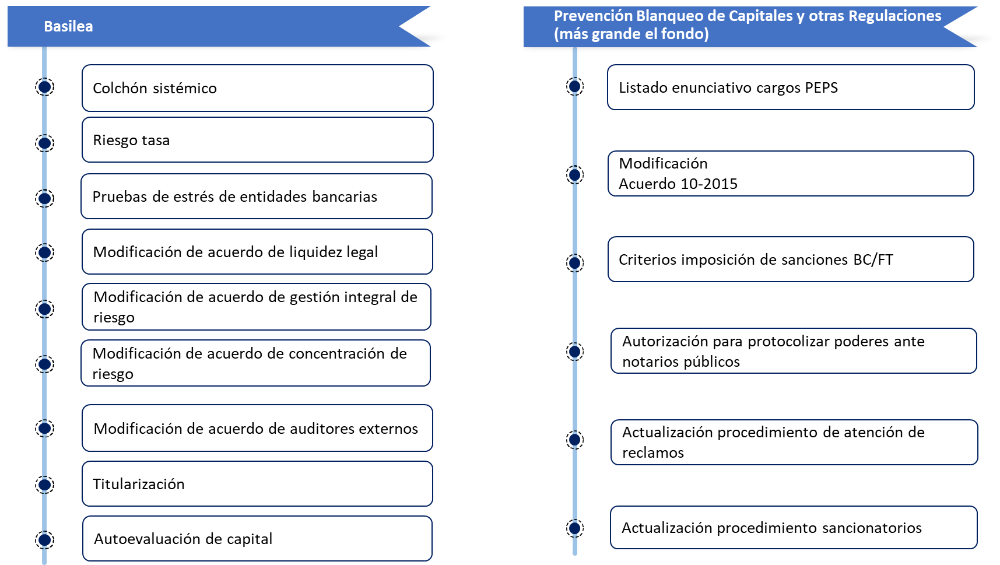 Basilea
Colchón sistémico
Riesgo tasa
Pruebas de estrés de entidades bancarias
Modificación de acuerdo de liquidez legal
Modificación de acuerdo de gestión integral de
riesgo
Modificación de acuerdo de concentración de
riesgo
Modificación de acuerdo de auditores externos
Titularización
Autoevaluación de capital
Prevención Blanqueo de Capitales y otras Regulaciones
(más grande el fondo)
Listado enunciativo cargos PEPS
Modificación
Acuerdo 10-2015
Criterios imposición de sanciones BC/FT
Autorización para protocolizar poderes ante
notarios públicos
Actualización procedimiento de atención de
reclamos
Actualización procedimiento sancionatorios